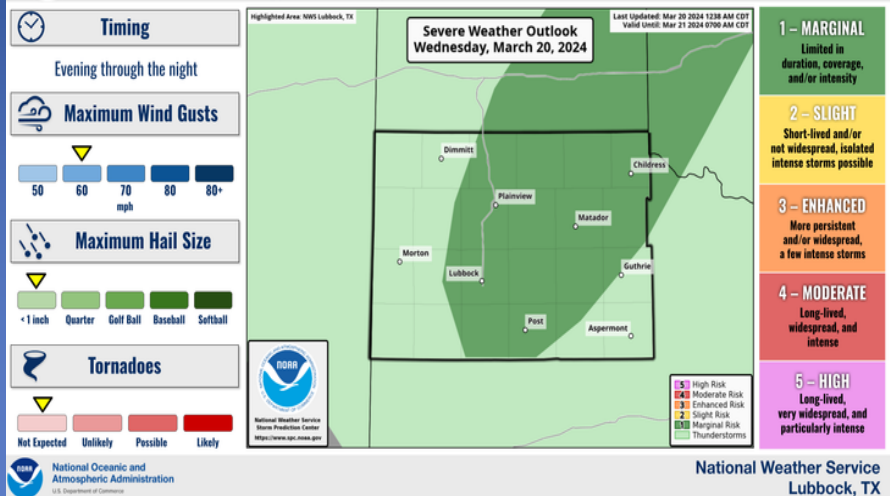 Timing
Evening through the night
Maximum Wind Gusts
50 60 70 80 80+
mph
Maximum Hail Size
< 1 inch Quarter Golf Ball Baseball Softball
Tornadoes
Not Expected Unlikely Possible Likely
Highlighted Area: NWS Lubbock, TX
Last Updated: Mar 20 2024 1238 AM CDT
Valid Until: Mar 21 2024 0700 AM CDT
Severe Weather Outlook
Wednesday, March 20, 2024
Dimmitt
Childress
Plainview
Matador
Morton
Lubbock
Guthrie
Post
Aspermont
NOAA
National Weather Service
Storm Prediction Center
https://www.spc.noaa.gov
5 High Risk
4 Moderate Risk
3 Enhanced Risk
2 Slight Risk
1 Marginal Risk
Thunderstorms
1 – MARGINAL
Limited in
duration, coverage,
and/or intensity
2 – SLIGHT
Short-lived and/or
not widespread, isolated
intense storms possible
3 – ENHANCED
More persistent
and/or widespread,
a few intense storms
4 – MODERATE
Long-lived,
widespread, and
intense
5 – HIGH
Long-lived,
very widespread, and
particularly intense
NOAA
National Oceanic and
Atmospheric Administration
U.S. Department of Commerce
National Weather Service
Lubbock, TX